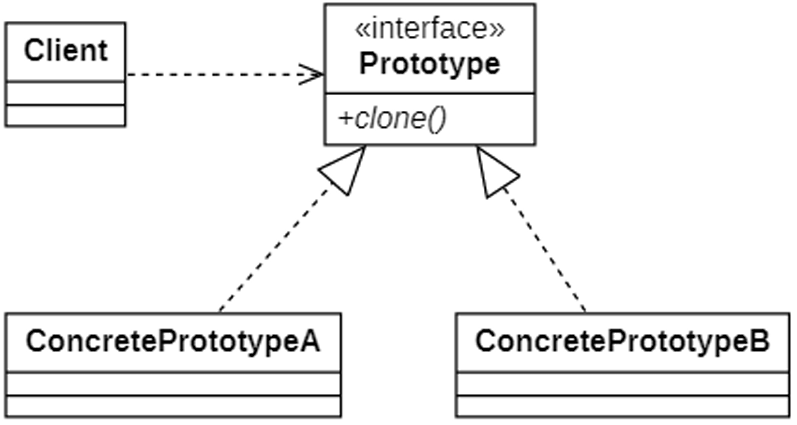 Client
«interface»
Prototype
+clone()
ConcretePrototypeA
ConcretePrototypeB